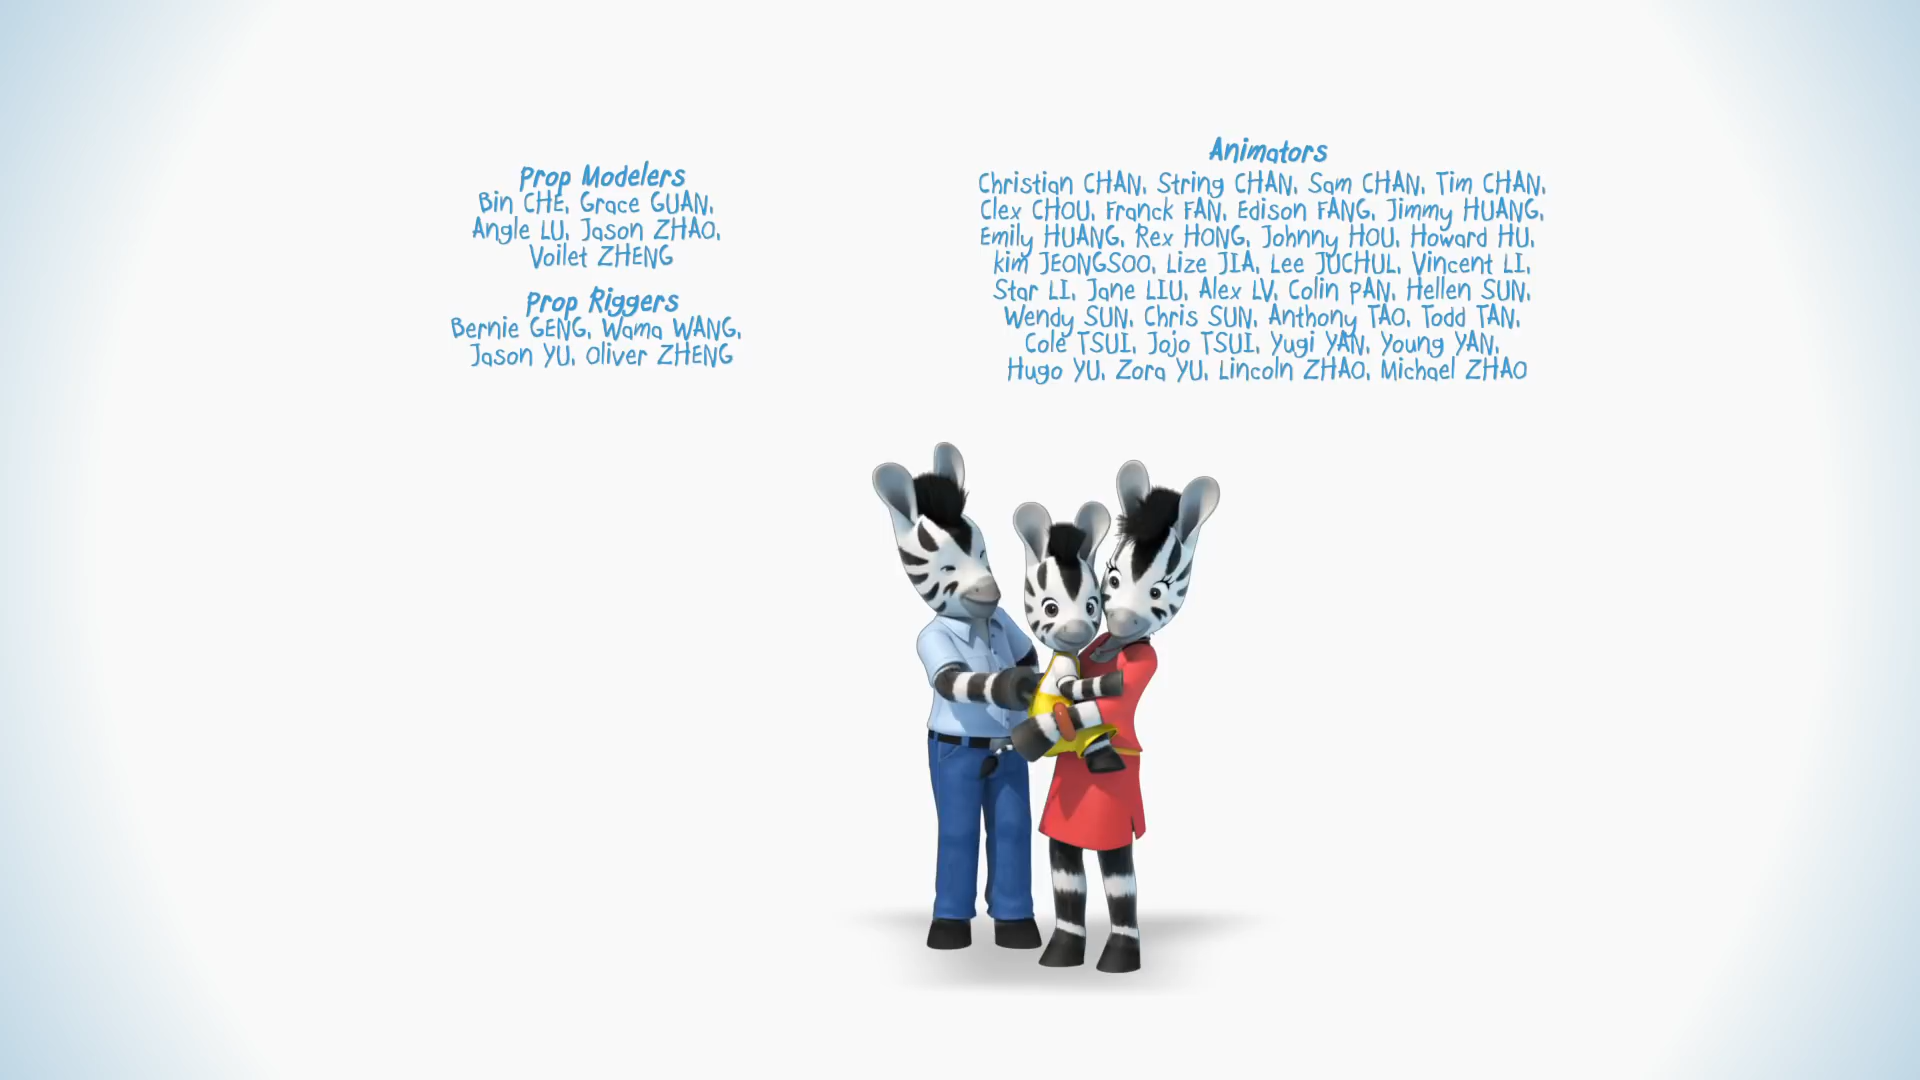 Prop Modelers
Bin CHE, Grace GUAN,
Angle LU, Jason ZHAO,
Voilet ZHENG
Prop Riggers
Bernie GENG, Wama WANG,
Jason YU, Oliver ZHENG
Animators
Christian CHAN, String CHAN, Sam CHAN, Tim CHAN,
Clex CHOU, Franck FAN, Edison FANG, Jimmy HUANG,
Emily HUANG, Rex HONG, Johnny HOU, Howard HU,
kim JEONGSOO, Lize JIA, Lee JUCHUL, Vincent LI,
Star LI, Jane LIU, Alex LV, Colin PAN, Hellen SUN,
Wendy SUN, Chris SUN, Anthony TAO, Todd TAN,
Cole TSUI, Jojo TSUI, Yugi YAN, Young YAN,
Hugo YU, Zora YU, Lincoln ZHAO, Michael ZHAO